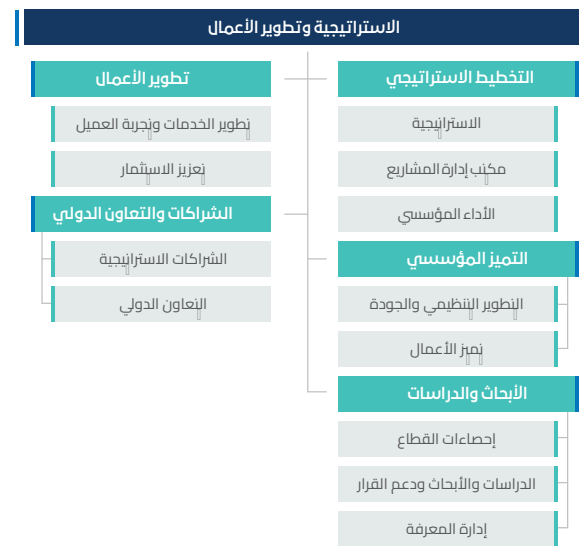 الاستراتيجية وتطوير الأعمال
التخطيط الاستراتيجي
الاستراتيجية
مكتب إدارة المشاريع
الأداء المؤسسي
التميز المؤسسي
التطوير التنظيمي والجودة
تميز الأعمال
الأبحاث والدراسات
إحصاءات القطاع
الدراسات والأبحاث ودعم القرار
إدارة المعرفة
تطوير الأعمال
تطوير الخدمات وتجربة العميل
تعزيز الاستثمار
الشراكات والتعاون الدولي
الشراكات الاستراتيجية
التعاون الدولي